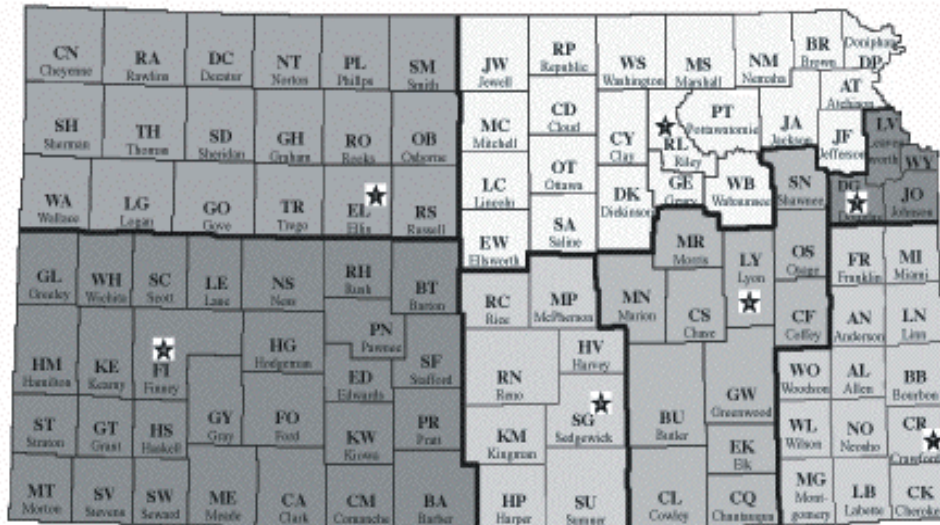 CN
Cheyenne
RA
Rawlins
DC
Decatur
NT
Norton
PL
Phillips
SM
Smith
JW
Jewell
RP
Republic
WS
Washington
MS
Marshall
NM
Nemaha
BR
Brown
Doniphan
DP
SH
Sherman
TH
Thomas
SD
Sheridan
GH
Graham
RO
Rooks
OB
Osborne
MC
Mitchell
CD
Cloud
CY
Clay
RL
Riley
PT
Pottawatomie
JA
Jackson
AT
Atchison
JF
Jefferson
LV
Leavenworth
WY
WA
Wallace
LG
Logan
GO
Gove
TR
Trego
EL
Ellis
RS
Russell
LC
Lincoln
OT
Ottawa
DK
Dickinson
GE
Geary
WB
Wabaunsee
SN
Shawnee
DG
Douglas
JO
Johnson
EW
Ellsworth
SA
Saline
GL
Greeley
WH
Wichita
SC
Scott
LE
Lane
NS
Ness
RH
Rush
BT
Barton
RC
Rice
MP
McPherson
MN
Marion
MR
Morris
LY
Lyon
OS
Osage
FR
Franklin
MI
Miami
HM
Hamilton
KE
Kearny
FI
Finney
HG
Hodgeman
PN
Pawnee
ED
Edwards
SF
Stafford
RN
Reno
HV
Harvey
CS
Chase
CF
Coffey
AN
Anderson
LN
Linn
ST
Stanton
GT
Grant
HS
Haskell
GY
Gray
FO
Ford
KW
Kiowa
PR
Pratt
KM
Kingman
SG
Sedgewick
BU
Butler
GW
Greenwood
WO
Woodson
AL
Allen
BB
Bourbon
EK
Elk
WL
Wilson
NO
Neosho
CR
Crawford
MT
Morton
SV
Stevens
SW
Seward
ME
Meade
CA
Clark
CM
Comanche
BA
Barber
HP
Harper
SU
Sumner
CL
Cowley
CQ
Chautauqua
MG
Mont-
gomery
LB
Labette
CK
Cherokee